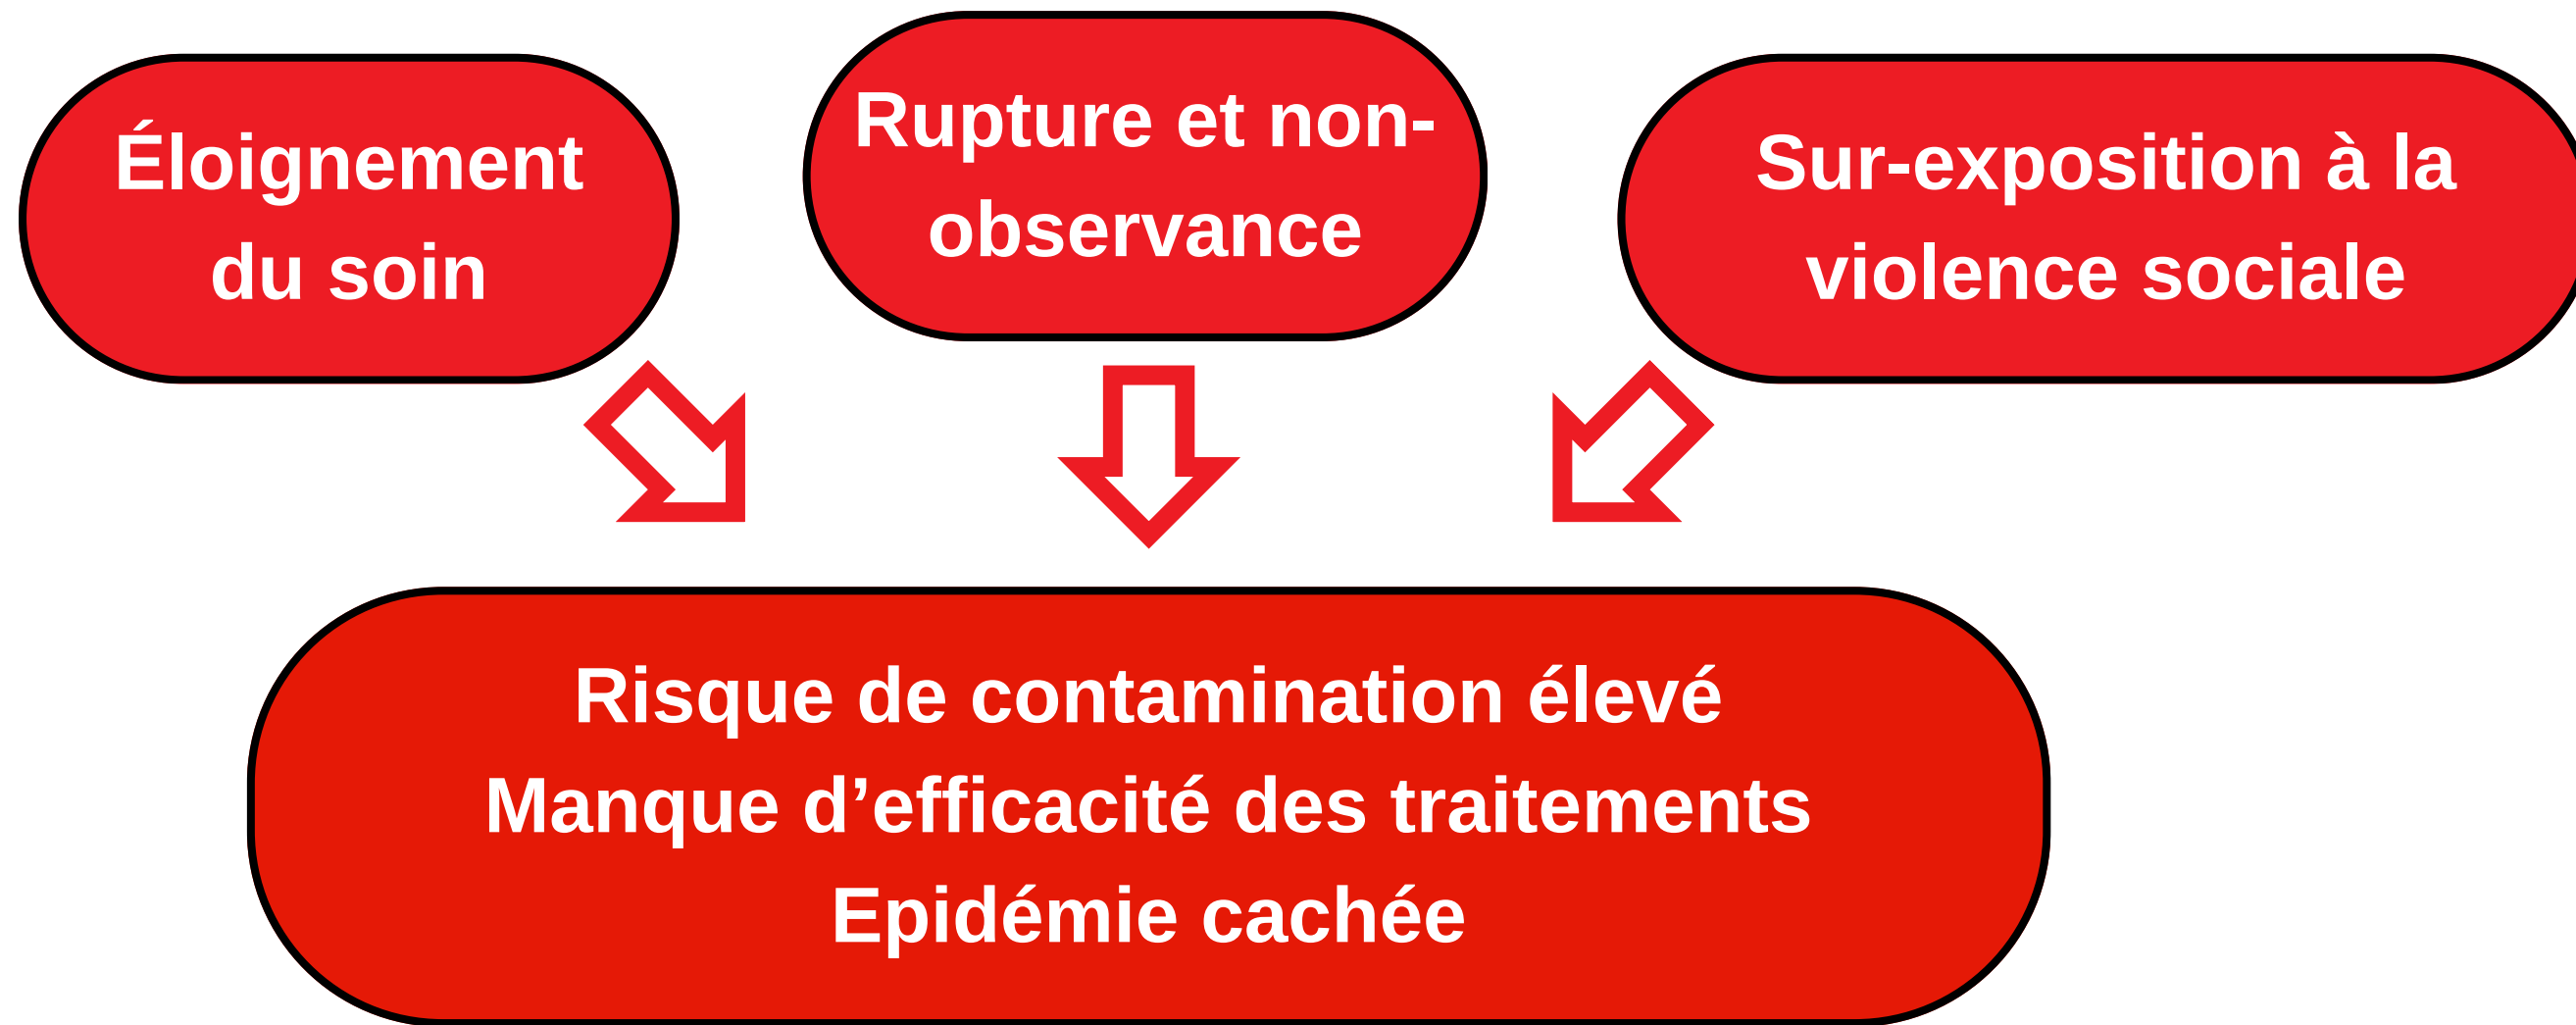 Éloignement
du soin
Rupture et non-
observance
Sur-exposition à la
violence sociale
Risque de contamination élevé
Manque d’efficacité des traitements
Epidémie cachée